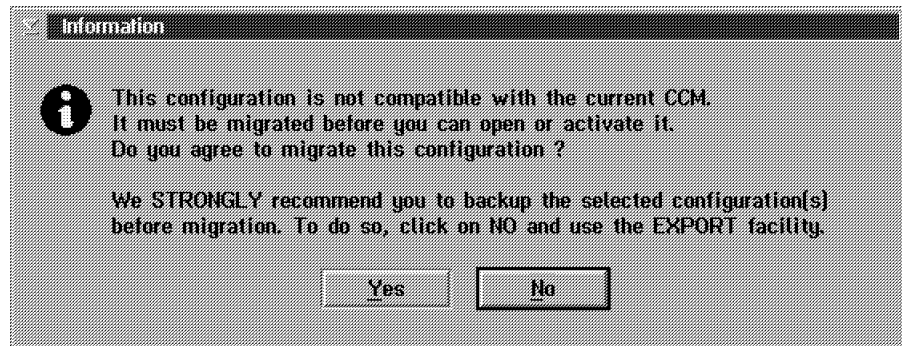 Information
This configuration is not compatible with the current CCM.
It must be migrated before you can open or activate it.
Do you agree to migrate this configuration ?
We STRONGLY recommend you to backup the selected configuration(s)
before migration. To do so, click on NO and use the EXPORT facility.
Yes
No